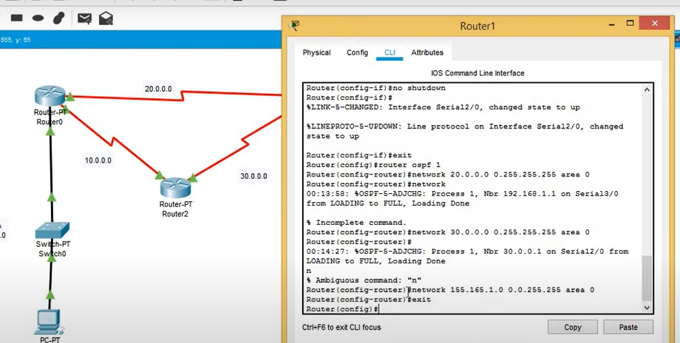 Router1
655, y: 65
Physical Config CLI Attributes
IOS Command Line Interface
Router(config-if)#no shutdown
Router(config-if)#
%LINK-5-CHANGED: Interface Serial2/0, changed state to up
%LINEPROTO-5-UPDOWN: Line protocol on Interface Serial2/0, changed
state to up
Router(config-if)#exit
Router(config)#router ospf 1
Router(config-router)#network 20.0.0.0 0.255.255.255 area 0
Router(config-router)#network
00:13:58: %OSPF-5-ADJCHG: Process 1, Nbr 192.168.1.1 on Serial3/0
from LOADING to FULL, Loading Done
% Incomplete command.
Router(config-router)#network 30.0.0.0 0.255.255.255 area 0
Router(config-router)#
00:14:27: %OSPF-5-ADJCHG: Process 1, Nbr 30.0.0.1 on Serial2/0 from
LOADING to FULL, Loading Done
n
% Ambiguous command: "n"
Router(config-router)#network 155.165.1.0 0.0.255.255 area 0
Router(config-router)#exit
Router(config)#
Ctrl+F6 to exit CLI focus
Copy
Paste
20.0.0.0
Router-PT
Router0
10.0.0.0
30.0.0.0
Router-PT
Router2
Switch-PT
Switch0
PC-PT